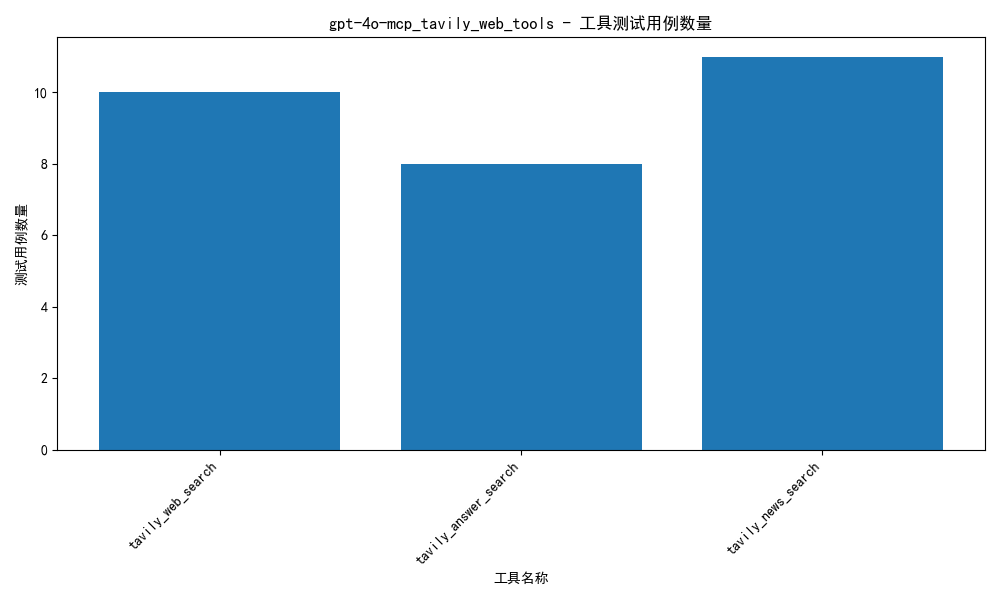 gpt-4o-mcp_tavily_web_tools - 工具测试用例数量
测试用例数量
10
8
6
4
2
0
tavily_web_search
tavily_answer_search
tavily_news_search
工具名称